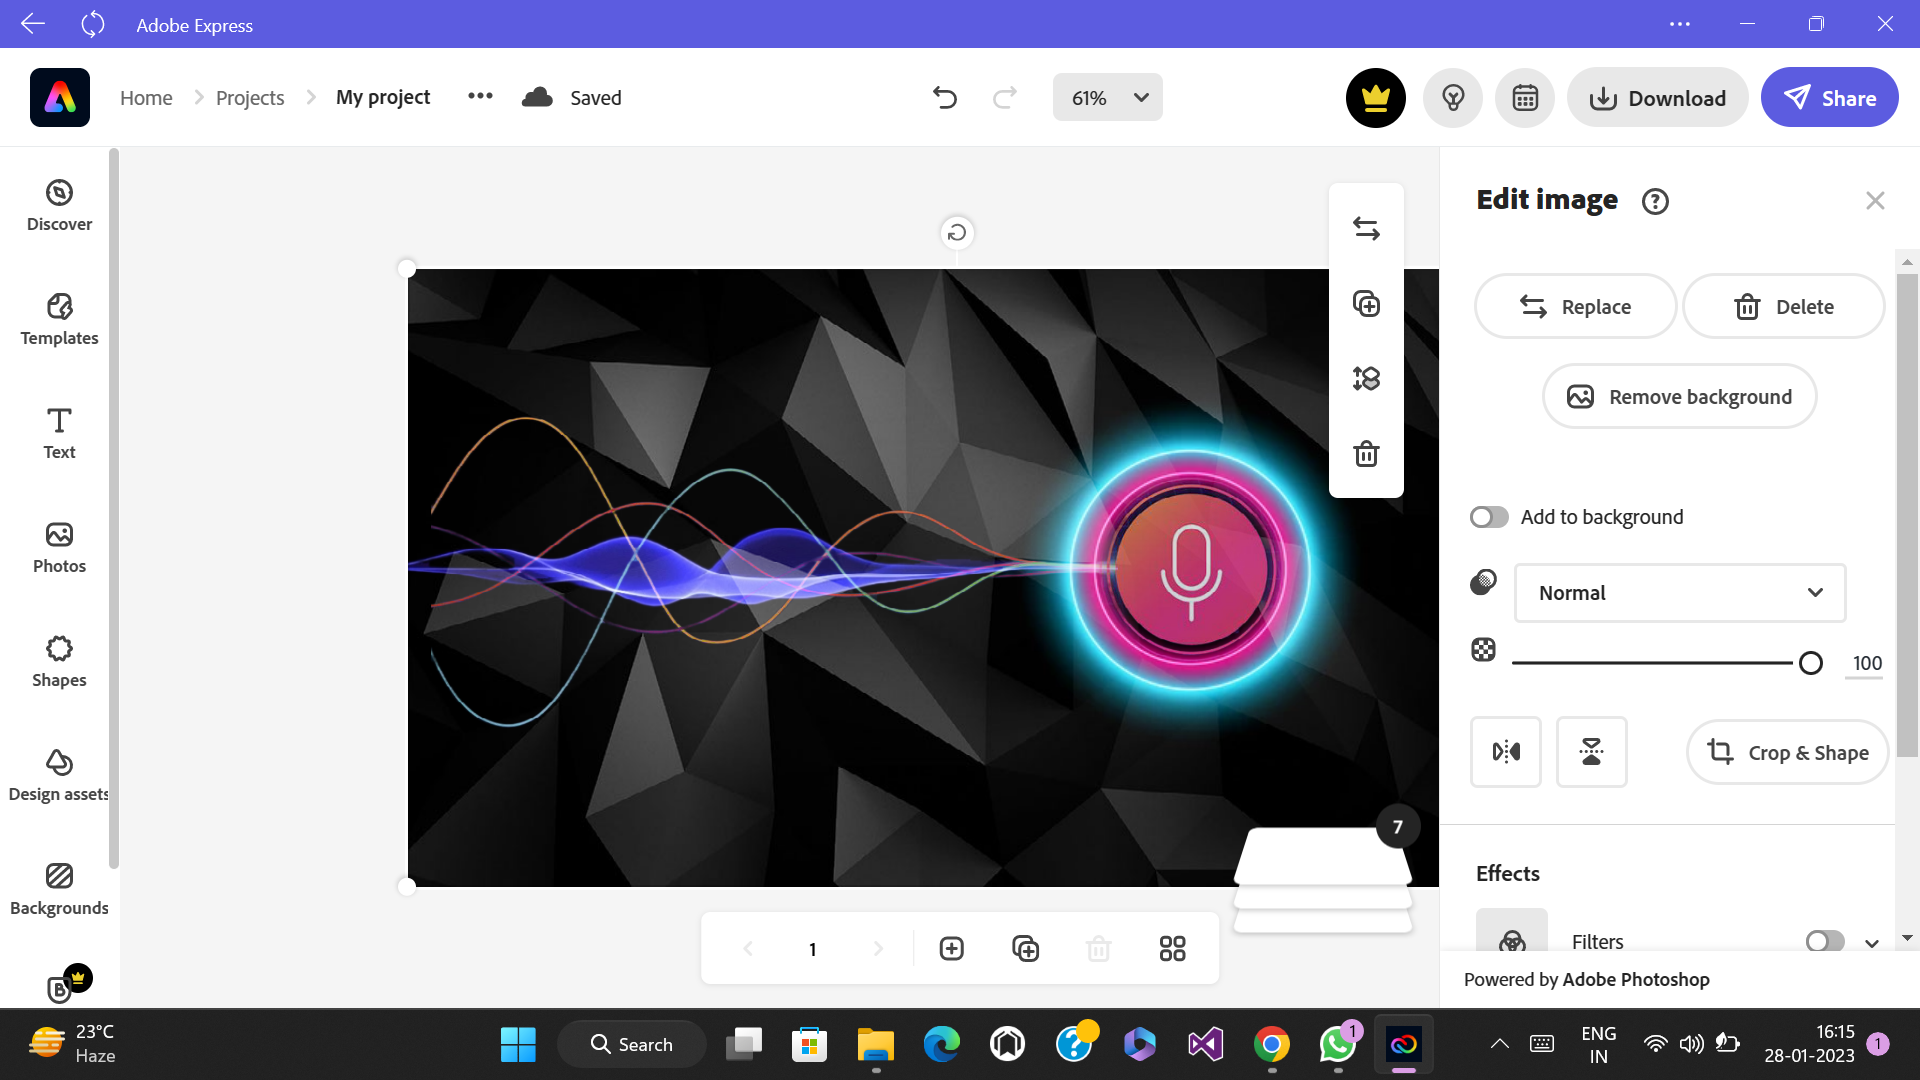 Adobe Express
Home
Projects
My project
Saved
61%
Download
Share
Discover
Templates
Text
Photos
Shapes
Design assets
Backgrounds
B
Edit image
?
Replace
Delete
Remove background
Add to background
Normal
100
Crop & Shape
Effects
Filters
Powered by Adobe Photoshop
7
1
23°C
Haze
Search
1
ENG
IN
16:15
28-01-2023
1